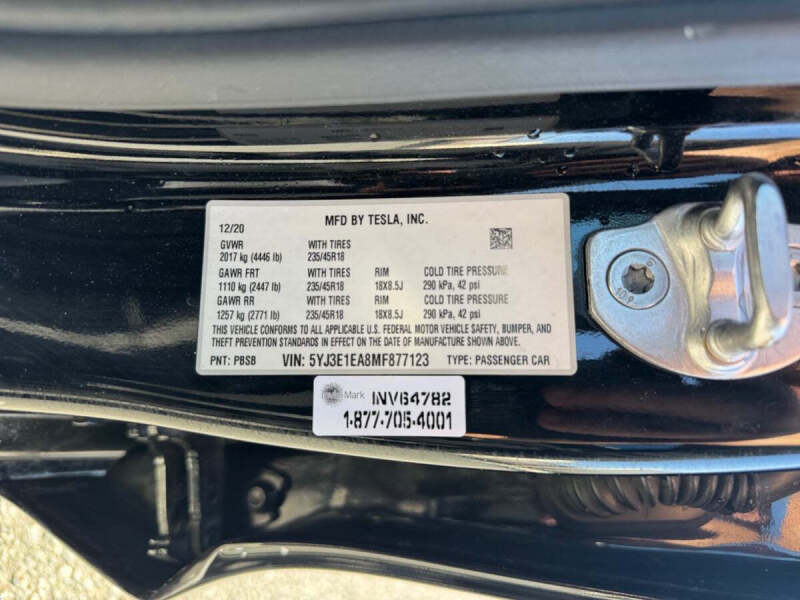 12/20 MFD BY TESLA, INC.
GVWR WITH TIRES
2017 kg (4446 lb) 235/45R18
GAWR FRT WITH TIRES RIM COLD TIRE PRESSURE
1110 kg (2447 lb) 235/45R18 18X8.5J 290 kPa, 42 psi
GAWR RR WITH TIRES RIM COLD TIRE PRESSURE
1257 kg (2771 lb) 235/45R18 18X8.5J 290 kPa, 42 psi
THIS VEHICLE CONFORMS TO ALL APPLICABLE U.S. FEDERAL MOTOR VEHICLE SAFETY, BUMPER, AND
THEFT PREVENTION STANDARDS IN EFFECT ON THE DATE OF MANUFACTURE SHOWN ABOVE.
PNT: PBSB VIN: 5YJ3E1EA8MF877123 TYPE: PASSENGER CAR
Mark INV64782
1-877-705-4001
10.9